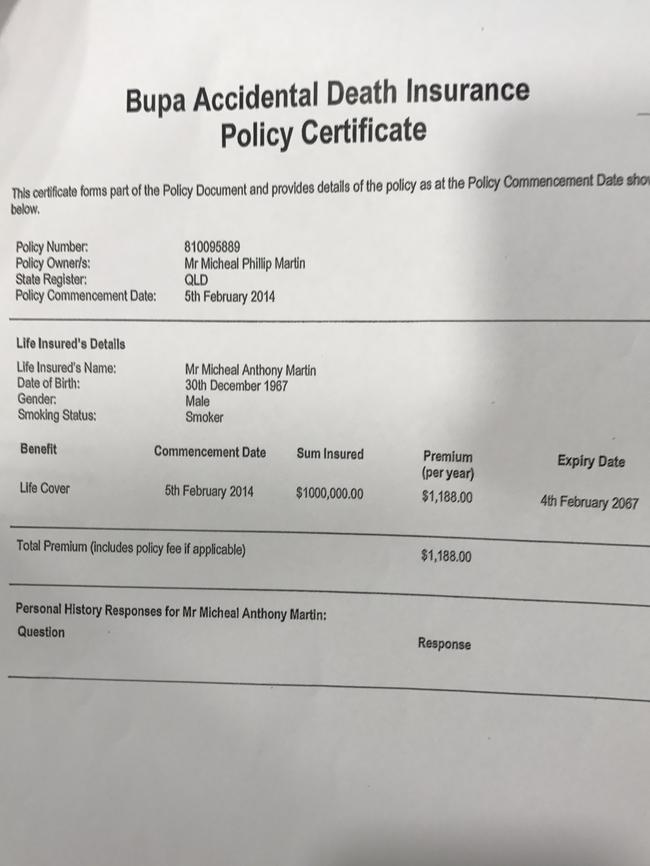 Bupa Accidental Death Insurance
Policy Certificate
This certificate forms part of the Policy Document and provides details of the policy as at the Policy Commencement Date
below.
Policy Number: 810095889
Policy Owner/s: Mr Micheal Phillip Martin
State Register: QLD
Policy Commencement Date: 5th February 2014
Life Insured's Details
Life Insured's Name: Mr Micheal Anthony Martin
Date of Birth: 30th December 1967
Gender: Male
Smoking Status: Smoker
Benefit Commencement Date Sum Insured Premium (per year) Expiry Date
Life Cover 5th February 2014 $1000,000.00 $1,188.00 4th February 2067
Total Premium (includes policy fee if applicable) $1,188.00
Personal History Responses for Mr Micheal Anthony Martin:
Question Response